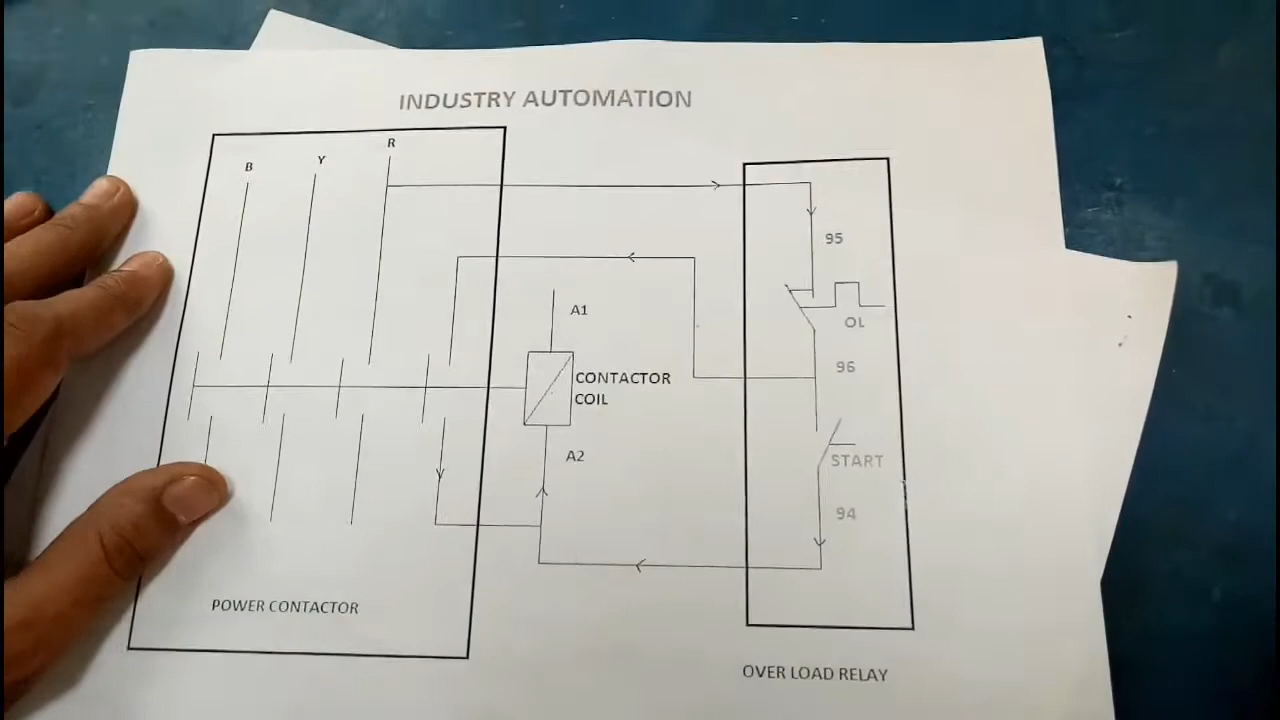 INDUSTRY AUTOMATION
B
Y
R
95
OL
96
A1
CONTACTOR
COIL
A2
START
94
POWER CONTACTOR
OVER LOAD RELAY